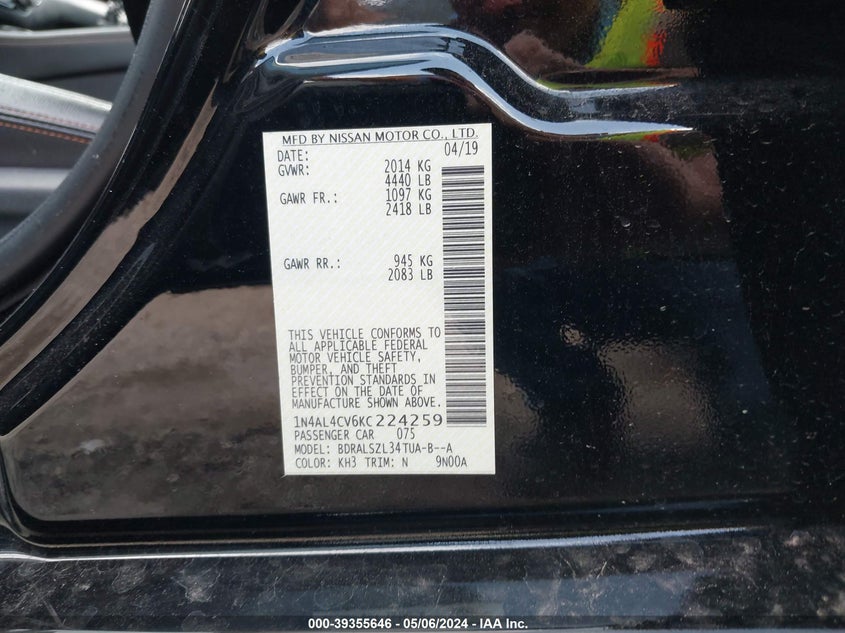 MFD BY NISSAN MOTOR CO., LTD.
DATE: 04/19
GVWR: 2014 KG
4440 LB
GAWR FR.: 1097 KG
2418 LB
GAWR RR.: 945 KG
2083 LB
THIS VEHICLE CONFORMS TO
ALL APPLICABLE FEDERAL
MOTOR VEHICLE SAFETY,
BUMPER, AND THEFT
PREVENTION STANDARDS IN
EFFECT ON THE DATE OF
MANUFACTURE SHOWN ABOVE.
1N4AL4CV6KC224259
PASSENGER CAR 075
MODEL: BDRALSZL34TUA-B--A
COLOR: KH3 TRIM: N 9N00A
000-39355646 - 05/06/2024 - IAA Inc.